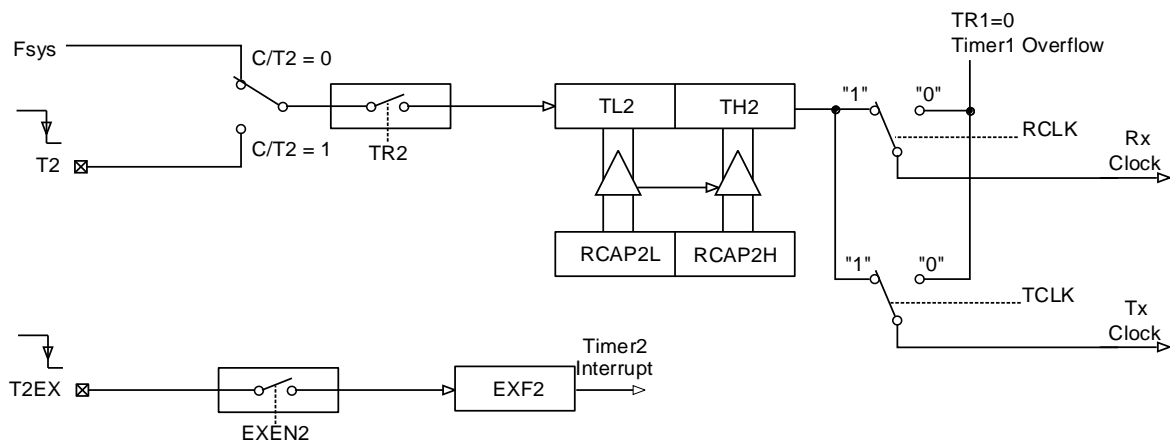 TR1=0
Timer1 Overflow
Fsys
C/T2 = 0
"1"
"0"
TL2
TH2
RCLK
Rx
Clock
T2
C/T2 = 1
TR2
RCAP2L
RCAP2H
"1"
"0"
TCLK
Tx
Clock
Timer2
Interrupt
T2EX
EXF2
EXEN2